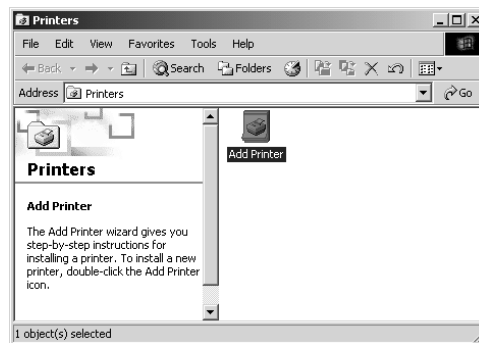 Printers
File Edit View Favorites Tools Help
Back Search Folders
Address Printers Go
Add Printer
Printers
Add Printer
The Add Printer wizard gives you
step-by-step instructions for
installing a printer. To install a new
printer, double-click the Add Printer
icon.
1 object(s) selected